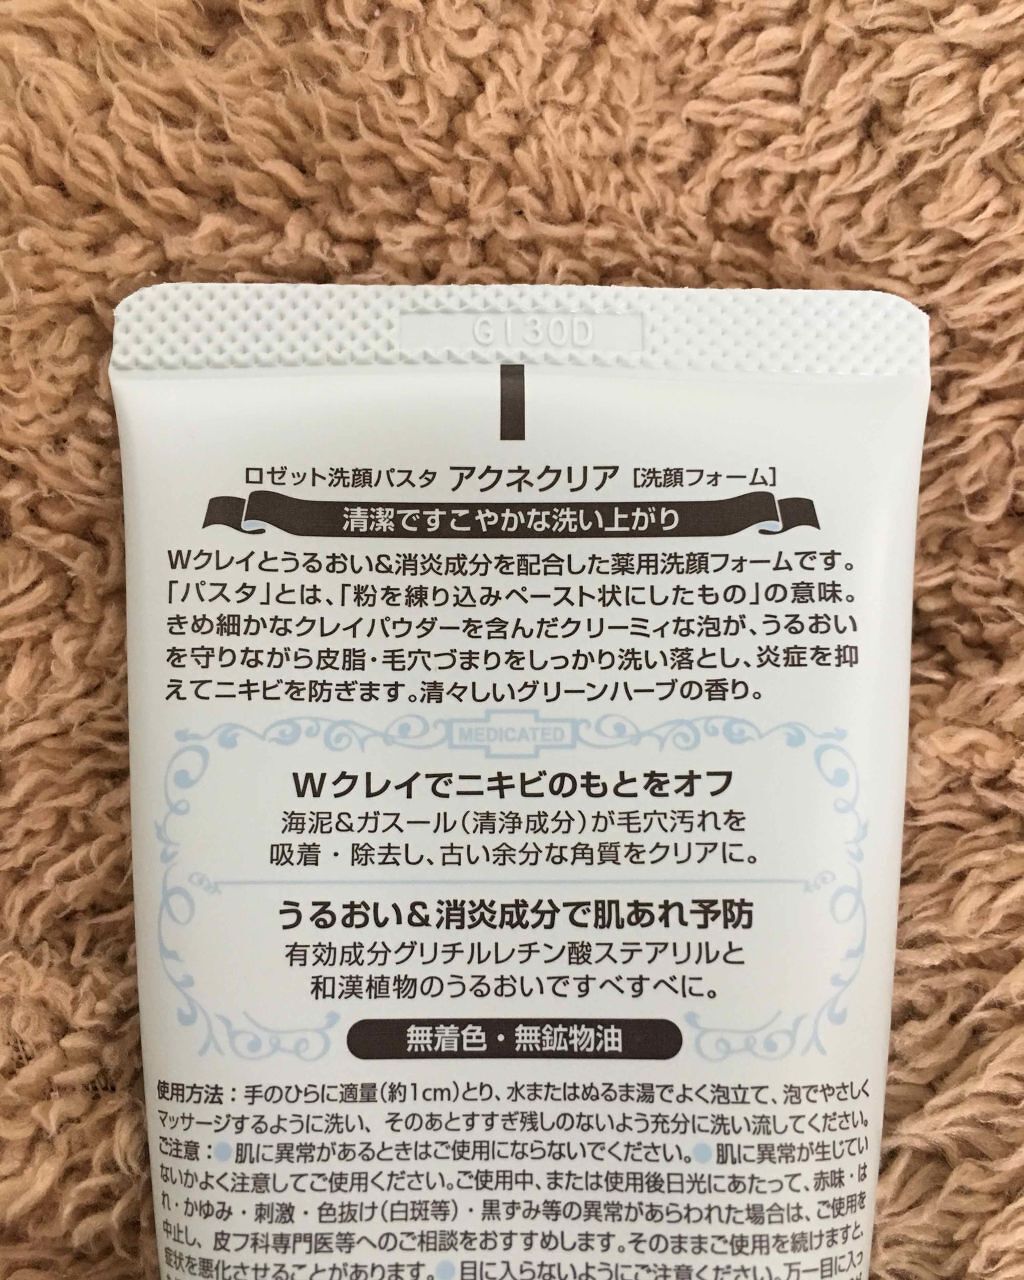 GI30D
ロゼット洗顔パスタ アクネクリア [洗顔フォーム]
清潔ですこやかな洗い上がり
Wクレイとうるおい&消炎成分を配合した薬用洗顔フォームです。
「パスタ」とは、「粉を練り込みペースト状にしたもの」の意味。
きめ細かなクレイパウダーを含んだクリーミィな泡が、うるおい
を守りながら皮脂・毛穴づまりをしっかり洗い落とし、炎症を抑
えてニキビを防ぎます。清々しいグリーンハーブの香り。
MEDICATED
Wクレイでニキビのもとをオフ
海泥&ガスール(清浄成分)が毛穴汚れを
吸着・除去し、古い余分な角質をクリアに。
うるおい&消炎成分で肌あれ予防
有効成分グリチルレチン酸ステアリルと
和漢植物のうるおいですべすべに。
無着色・無鉱物油
使用方法：手のひらに適量(約1cm)とり、水またはぬるま湯でよく泡立て、泡でやさしく
マッサージするように洗い、そのあとすすぎ残しのないよう充分に洗い流してください。
ご注意：●肌に異常があるときはご使用にならないでください。●肌に異常が生じてい
ないかよく注意してご使用ください。ご使用中、または使用後日光にあたって、赤味・は
れ・かゆみ・刺激・色抜け(白斑等)・黒ずみ等の異常があらわれた場合は、ご使用を
中止し、皮フ科専門医等へのご相談をおすすめします。そのままご使用を続けますと、
症状を悪化させることがあります。●目に入らないようにご注意ください。万一目に入っ